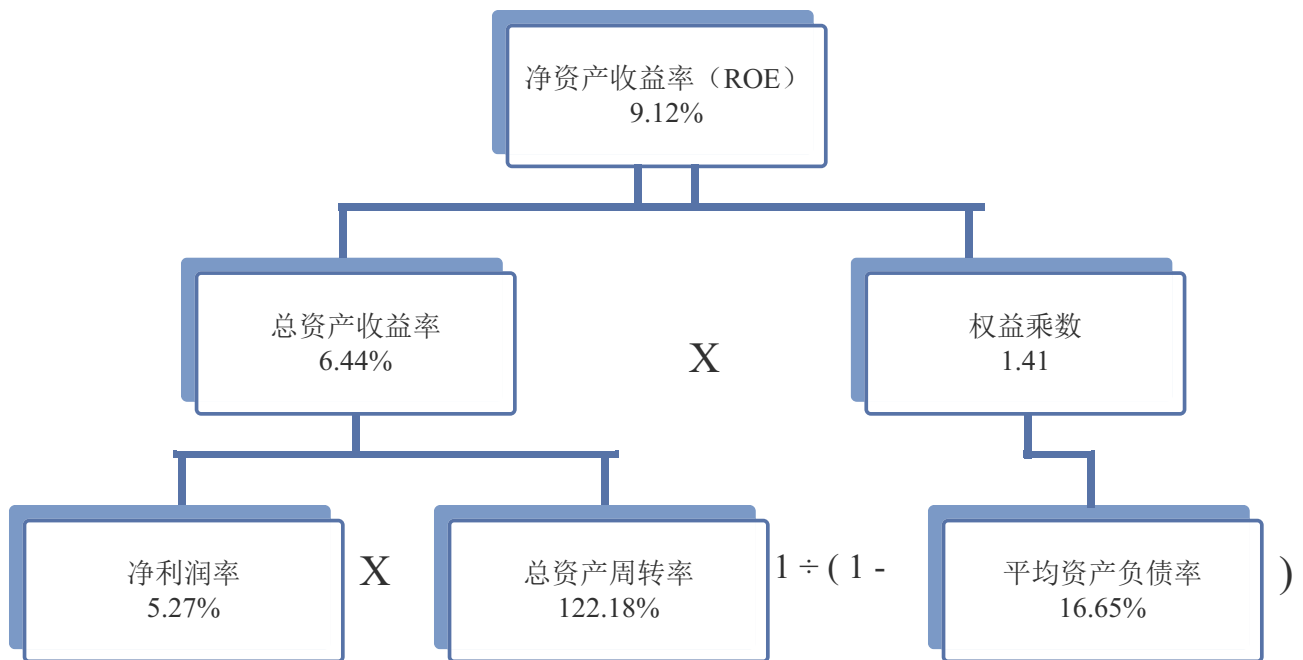 净资产收益率（ROE）
9.12%
总资产收益率
6.44%
X
权益乘数
1.41
净利润率
5.27%
X
总资产周转率
122.18%
1 ÷ ( 1 -
平均资产负债率
16.65%
)